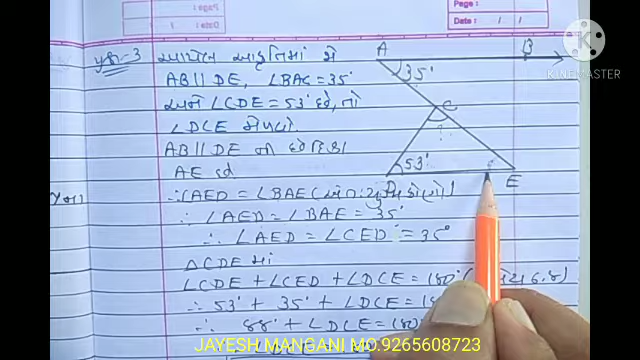 Page:
Date: / /
KINEMASTER
પ્રશ્ન-3 આપેલ આકૃતિમાં જો
AB || DE, ∠BAC = 35°
અને ∠CDE = 53° હોય, તો
∠DCE મેળવો.
AB || DE ની છેદિકા
AE છે
∴ ∠AED = ∠BAE (અંતઃયુગ્મકોણો)
∴ ∠AED = ∠BAE = 35°
∴ ∠AED = ∠CED = 35°
△CDE માં
∠CDE + ∠CED + ∠DCE = 180°
∴ 53° + 35° + ∠DCE =
∴ 88° + ∠DCE = 180
A B
35°
C
?
53°
E
JAYESH MANGANI MO.9265608723